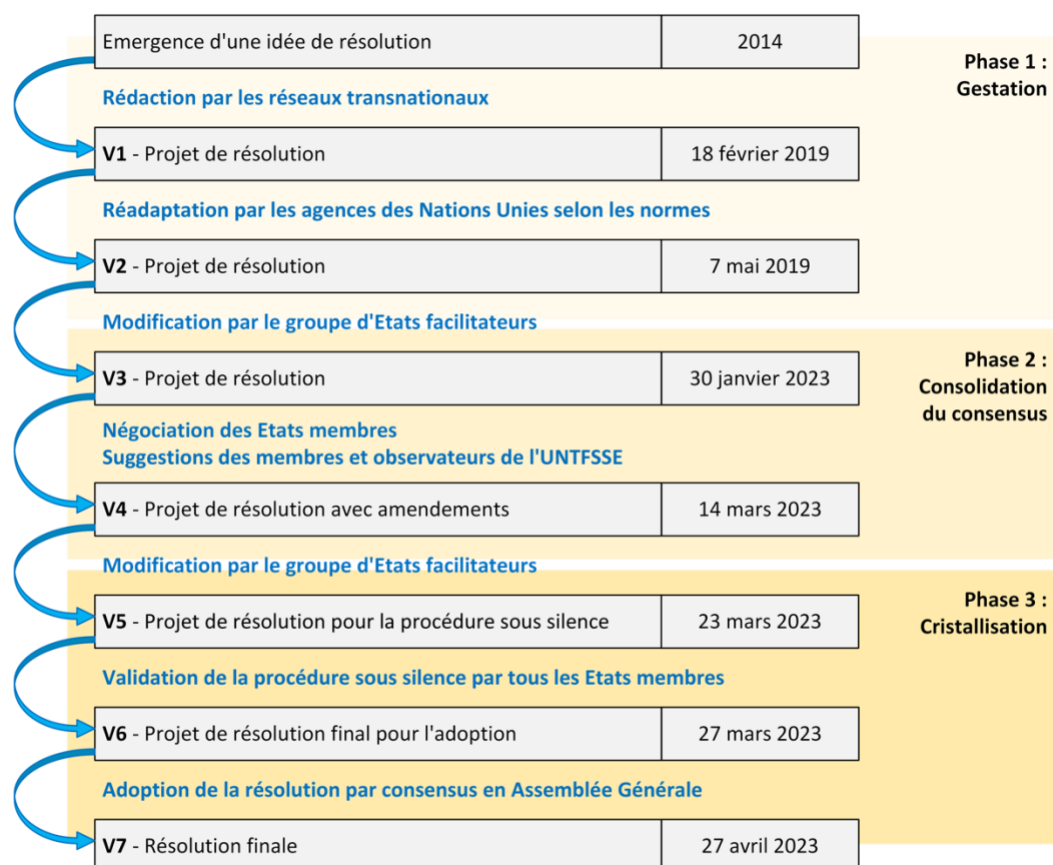 Emergence d'une idée de résolution 2014
Phase 1 :
Gestation
Rédaction par les réseaux transnationaux
V1 - Projet de résolution 18 février 2019
Réadaptation par les agences des Nations Unies selon les normes
V2 - Projet de résolution 7 mai 2019
Modification par le groupe d'Etats facilitateurs
Phase 2 :
Consolidation
du consensus
V3 - Projet de résolution 30 janvier 2023
Négociation des Etats membres
Suggestions des membres et observateurs de l'UNTFSSE
V4 - Projet de résolution avec amendements 14 mars 2023
Modification par le groupe d'Etats facilitateurs
Phase 3 :
Cristallisation
V5 - Projet de résolution pour la procédure sous silence 23 mars 2023
Validation de la procédure sous silence par tous les Etats membres
V6 - Projet de résolution final pour l'adoption 27 mars 2023
Adoption de la résolution par consensus en Assemblée Générale
V7 - Résolution finale 27 avril 2023